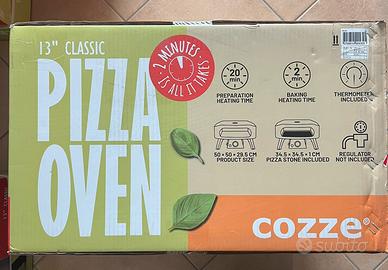 13" CLASSIC
PIZZA
OVEN
2 MINUTES
IS ALL IT TAKES
20
min
PREPARATION
HEATING TIME
2
min
BAKING
HEATING TIME
THERMOMETER
INCLUDED
50 × 50 × 29.5 CM
PRODUCT SIZE
34.5 × 34.5 × 1 CM
PIZZA STONE INCLUDED
REGULATOR
NOT INCLUDED
cozze®
subito